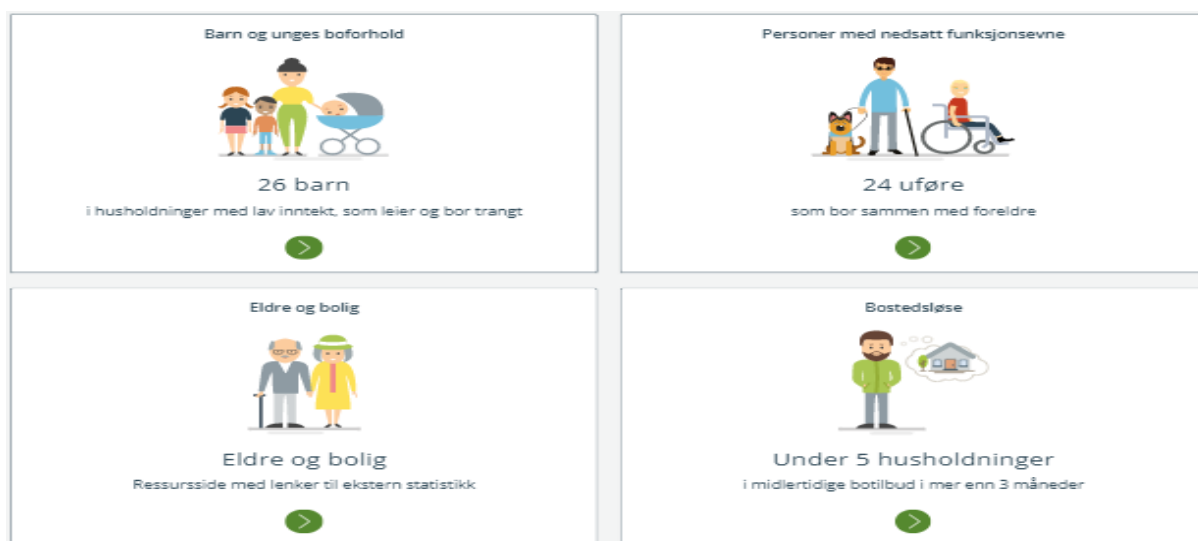 Barn og unges boforhold
26 barn
i husholdninger med lav inntekt, som leier og bor trangt
Personer med nedsatt funksjonsevne
24 uføre
som bor sammen med foreldre
Eldre og bolig
Eldre og bolig
Ressursside med lenker til ekstern statistikk
Bostedsløse
Under 5 husholdninger
i midlertidige botilbud i mer enn 3 måneder